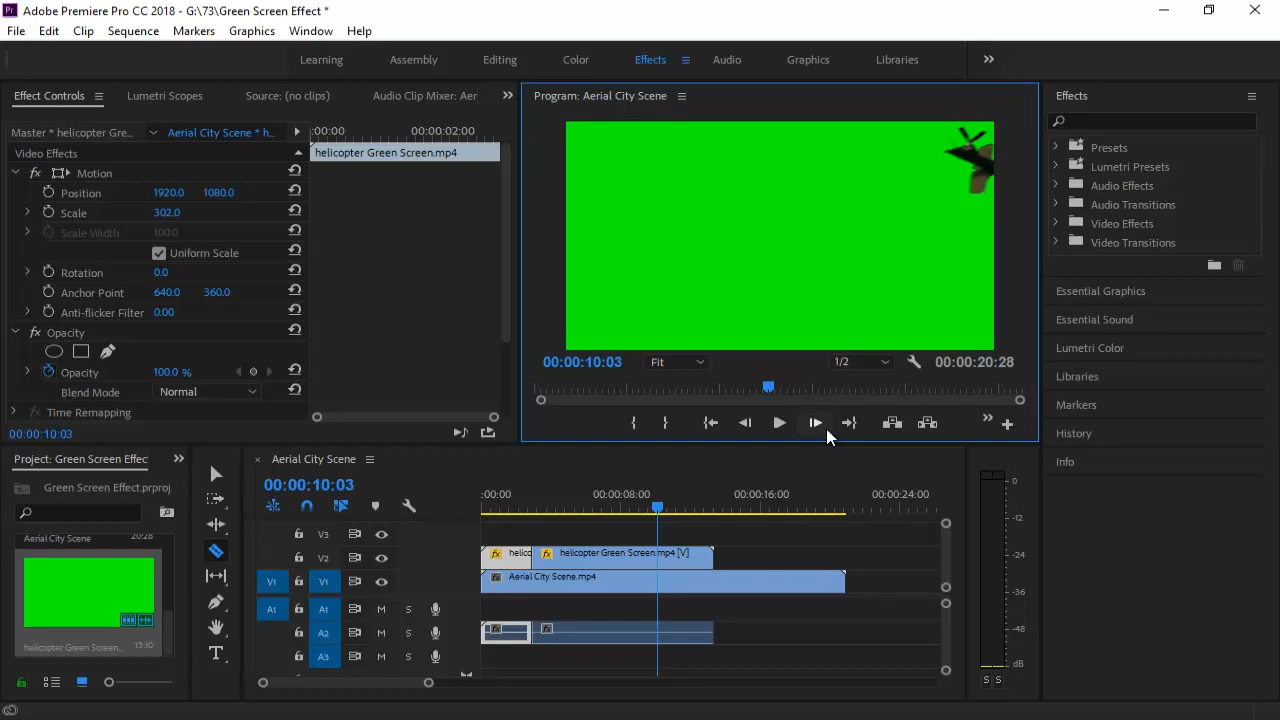 Pr Adobe Premiere Pro CC 2018 - G:\73\Green Screen Effect *
File Edit Clip Sequence Markers Graphics Window Help
Learning Assembly Editing Color Effects Audio Graphics Libraries
Effect Controls Lumetri Scopes Source: (no clips) Audio Clip Mixer: Aer
Program: Aerial City Scene
Effects
Master * helicopter Gre... Aerial City Scene * h...
:00:00 00:00:02:00
Video Effects
helicopter Green Screen.mp4
fx Motion
Position 1920.0 1080.0
Scale 302.0
Scale Width 100.0
Uniform Scale
Rotation 0.0
Anchor Point 640.0 360.0
Anti-flicker Filter 0.00
fx Opacity
Opacity 100.0 %
Blend Mode Normal
fx Time Remapping
00:00:10:03
00:00:10:03 Fit 1/2 00:00:20:28
Presets
Lumetri Presets
Audio Effects
Audio Transitions
Video Effects
Video Transitions
Essential Graphics
Essential Sound
Lumetri Color
Libraries
Markers
History
Info
Project: Green Screen Effec
Green Screen Effect.prproj
Aerial City Scene 20:28
helicopter Green Screen... 13:10
Aerial City Scene
00:00:10:03
:00:00 00:00:08:00 00:00:16:00 00:00:24:00
V3
V2 fx helico fx helicopter Green Screen.mp4 [V]
V1 V1 fx Aerial City Scene.mp4
A1 A1 M S
A2 M S fx fx
A3 M S
0
-12
-24
-36
-48
dB
S S